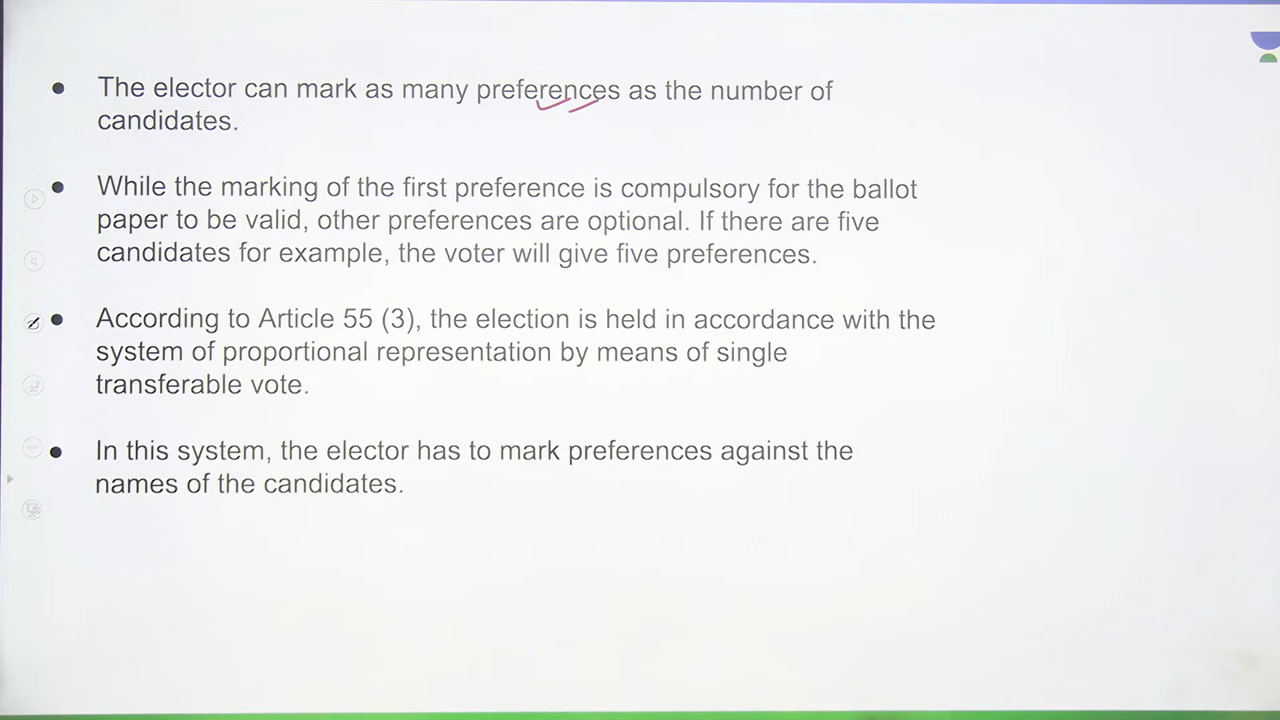 ● The elector can mark as many preferences as the number of
candidates.
● While the marking of the first preference is compulsory for the ballot
paper to be valid, other preferences are optional. If there are five
candidates for example, the voter will give five preferences.
● According to Article 55 (3), the election is held in accordance with the
system of proportional representation by means of single
transferable vote.
● In this system, the elector has to mark preferences against the
names of the candidates.